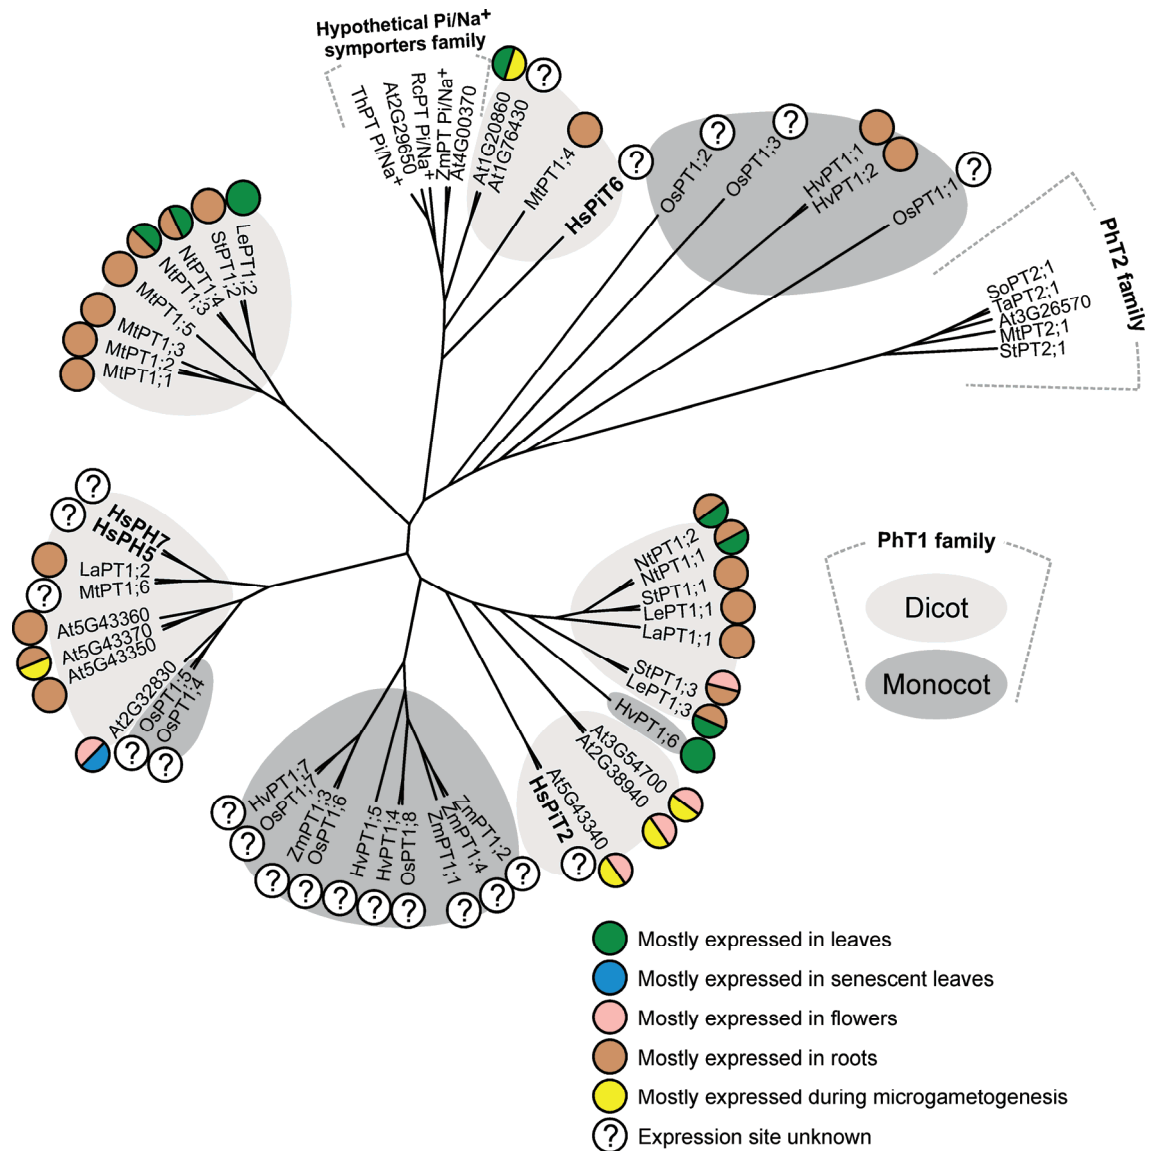 Hypothetical Pi/Na+
symporters family
ThPT Pi/Na+
At2G29650
RcPT Pi/Na+
ZmPT Pi/Na+
At4G00370
At1G20860
At1G76430
MtPT1;4
HsPiT6
?
?
OsPT1;2
?
OsPT1;3
?
HvPT1;1
HvPT1;2
OsPT1;1
?
PhT2 family
SoPT2;1
TaPT2;1
At3G26570
MtPT2;1
StPT2;1
LePT1;2
StPT1;2
NtPT1;4
NtPT1;3
MtPT1;5
MtPT1;3
MtPT1;2
MtPT1;1
?
?
HsPH7
HsPH5
LaPT1;2
MtPT1;6
?
At5G43360
At5G43370
At5G43350
At2G32830
OsPT1;5
OsPT1;4
?
?
HvPT1;7
OsPT1;7
ZmPT1;3
OsPT1;6
HvPT1;5
HvPT1;4
OsPT1;8
ZmPT1;1
ZmPT1;4
ZmPT1;2
?
?
?
?
?
?
?
?
?
?
HsPiT2
At5G43340
?
At2G38940
At3G54700
HvPT1;6
LePT1;3
StPT1;3
LaPT1;1
LePT1;1
StPT1;1
NtPT1;1
NtPT1;2
PhT1 family
Dicot
Monocot
Mostly expressed in leaves
Mostly expressed in senescent leaves
Mostly expressed in flowers
Mostly expressed in roots
Mostly expressed during microgametogenesis
? Expression site unknown